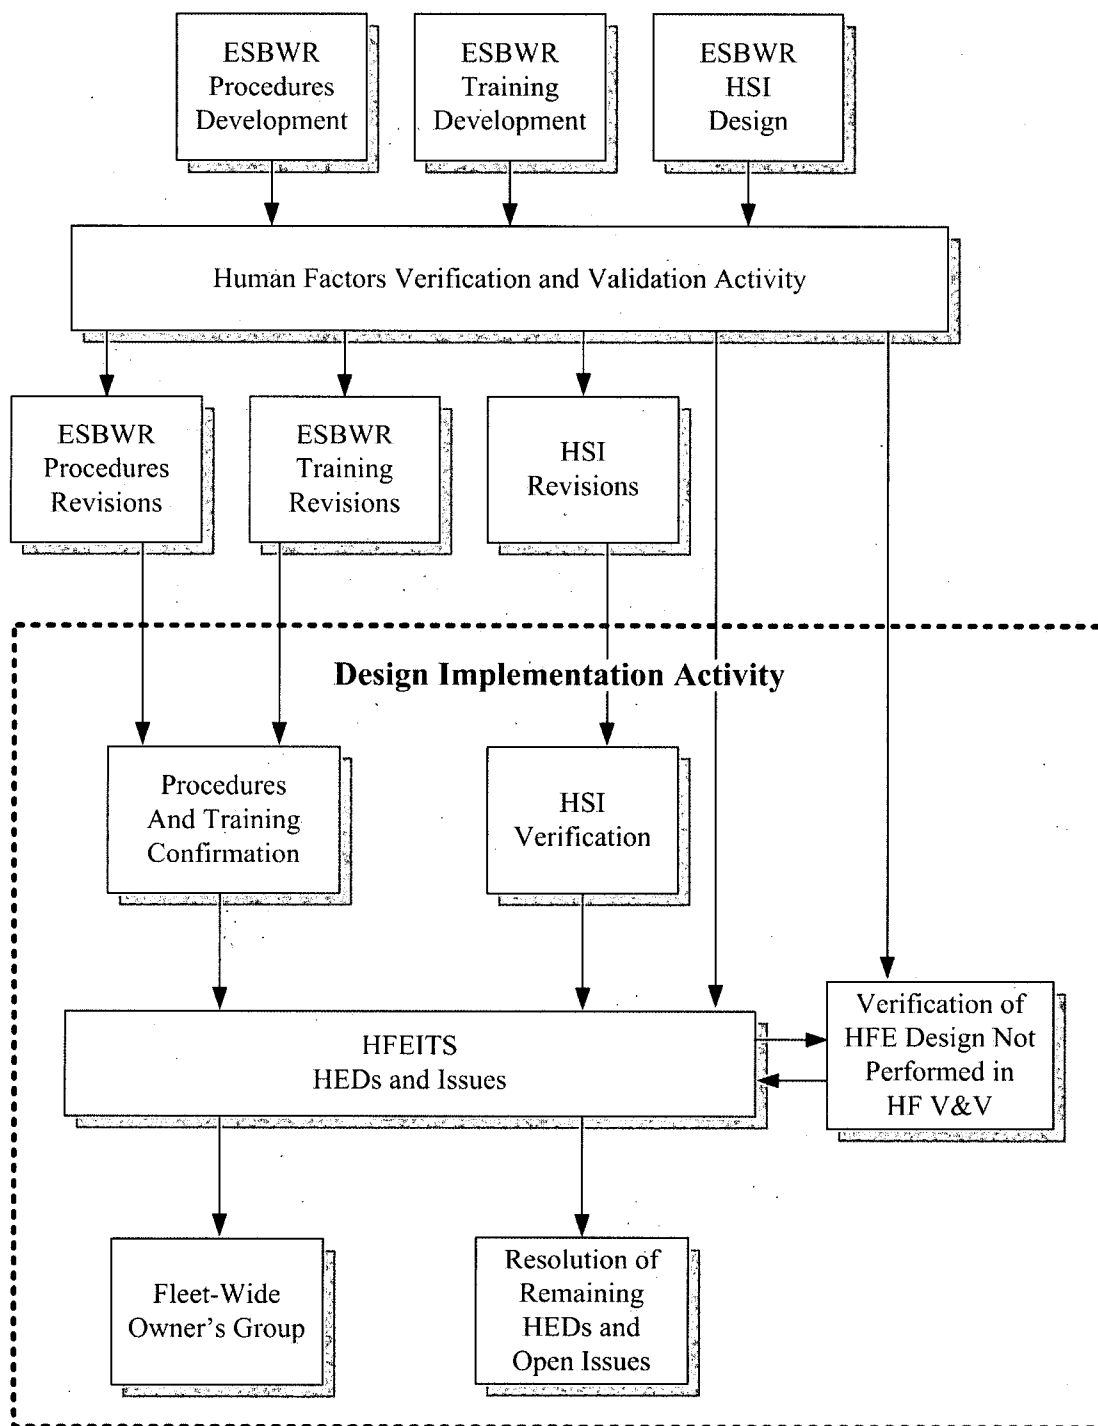 ESBWR
Procedures
Development
ESBWR
Training
Development
ESBWR
HSI
Design
Human Factors Verification and Validation Activity
ESBWR
Procedures
Revisions
ESBWR
Training
Revisions
HSI
Revisions
Design Implementation Activity
Procedures
And Training
Confirmation
HSI
Verification
HFEITS
HEDs and Issues
Verification of
HFE Design Not
Performed in
HF V&V
Fleet-Wide
Owner's Group
Resolution of
Remaining
HEDs and
Open Issues